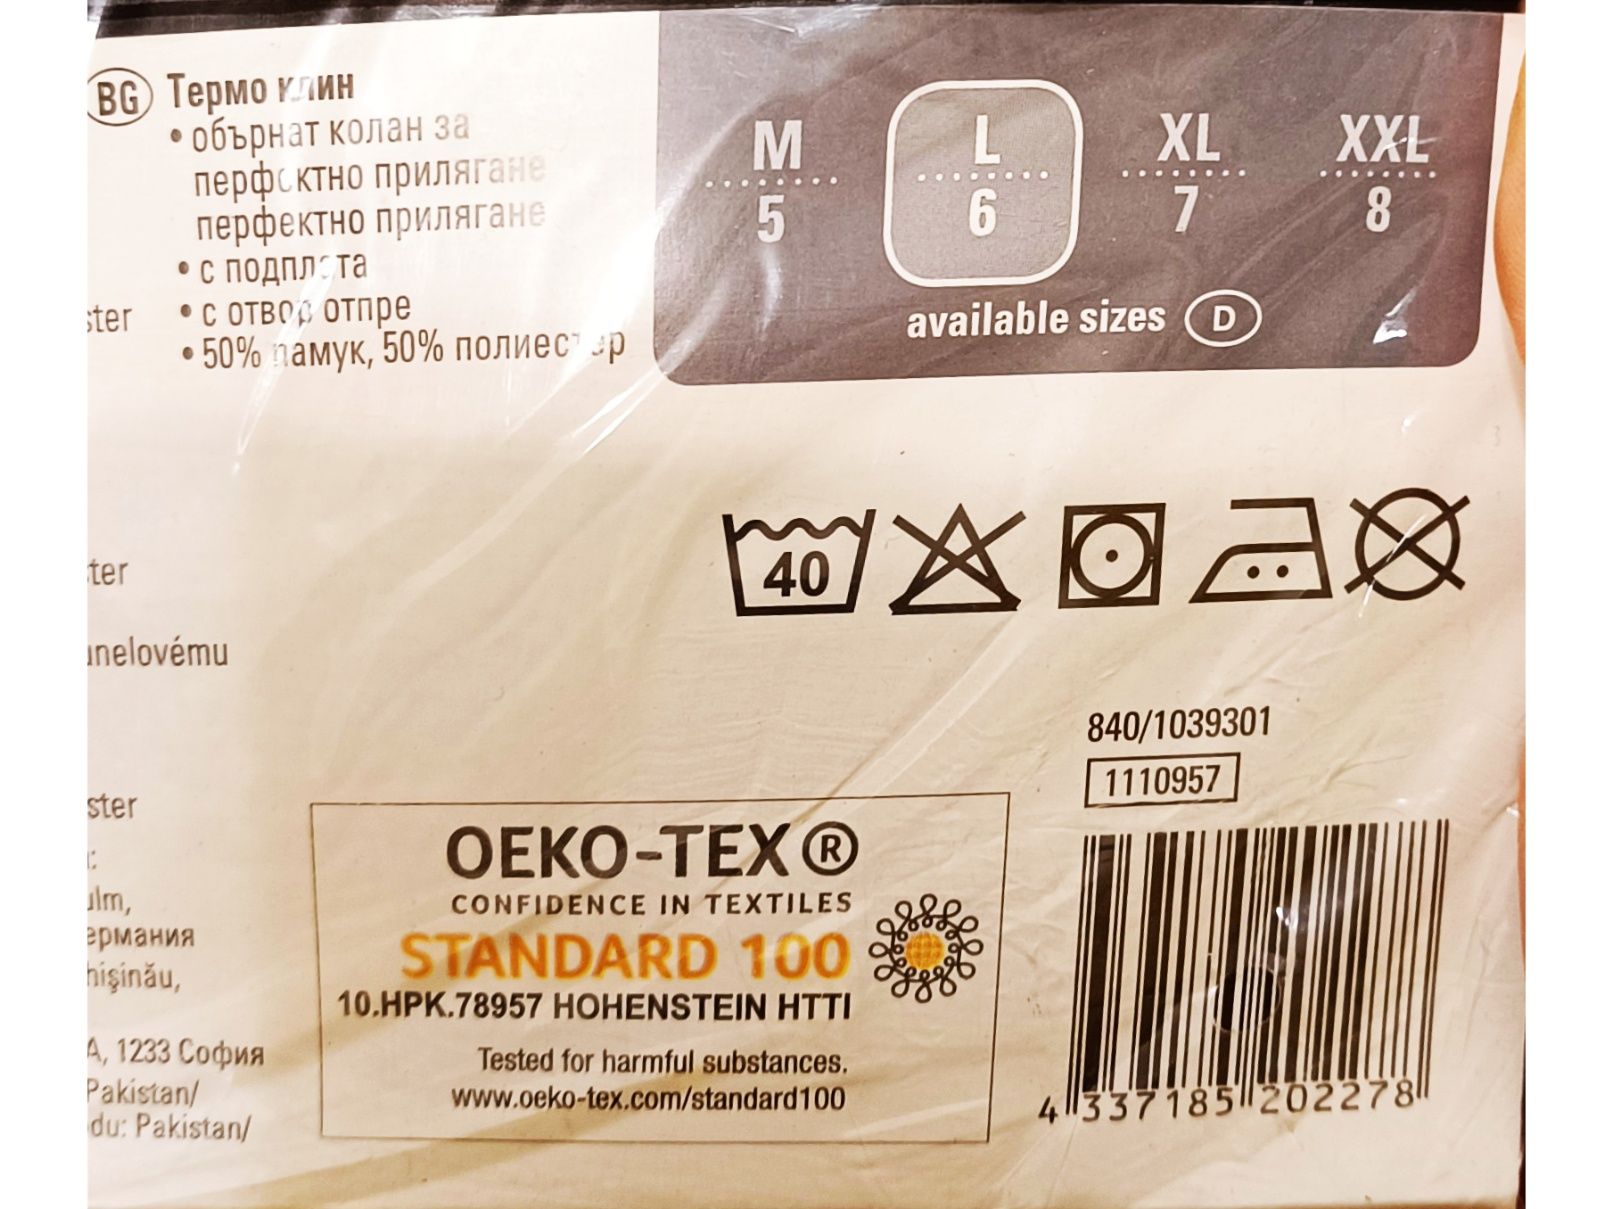 BG Термо клин
• обърнат колан за
перфектно прилягане
перфектно прилягане
• с подплата
• с отвор отпре
• 50% памук, 50% полиестер
M L XL XXL
5 6 7 8
available sizes D
ster
ter
anelovému
ster
ulm,
ермания
hişinău,
A, 1233 София
Pakistan/
du: Pakistan/
40
840/1039301
1110957
OEKO-TEX®
CONFIDENCE IN TEXTILES
STANDARD 100
10.HPK.78957 HOHENSTEIN HTTI
Tested for harmful substances.
www.oeko-tex.com/standard100
4 337185 202278